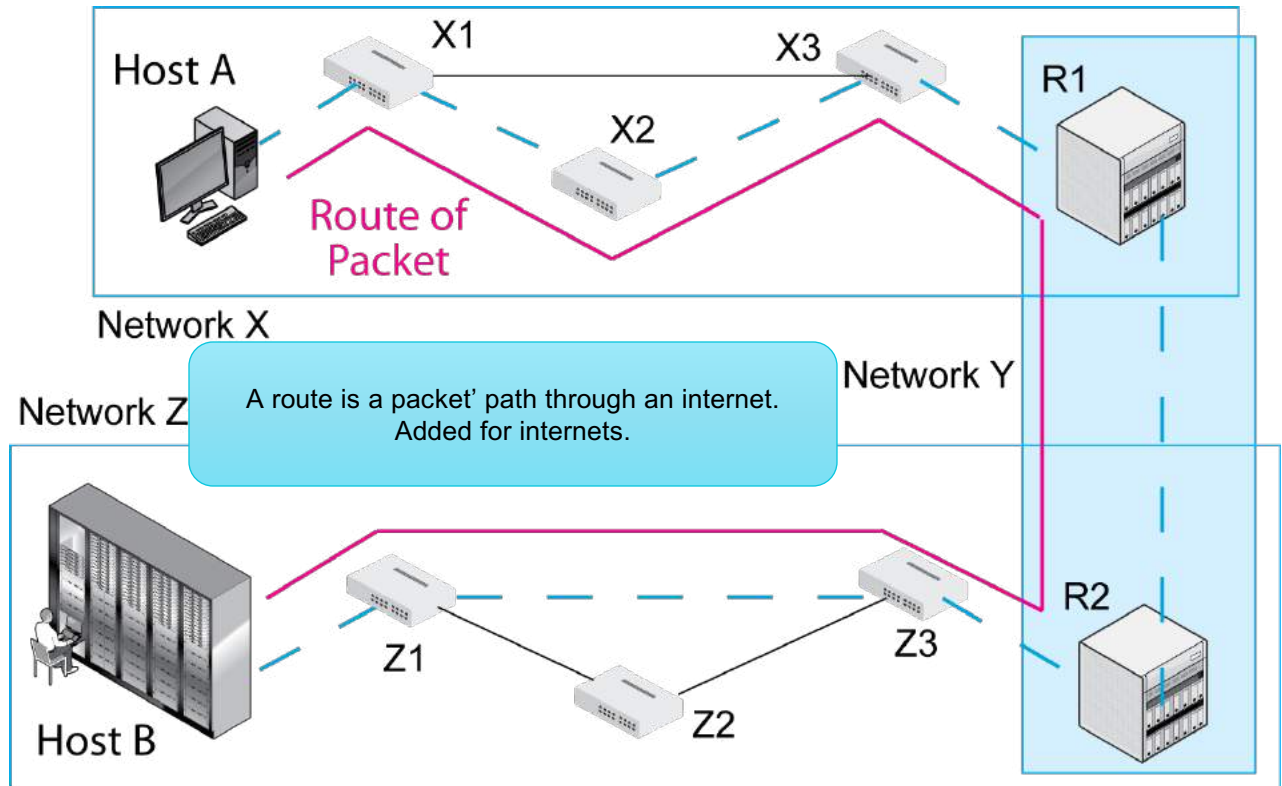 X1
X3
Host A
R1
X2
Route of
Packet
Network X
Network Y
A route is a packet’ path through an internet.
Added for internets.
Network Z
R2
Z1
Z3
Z2
Host B